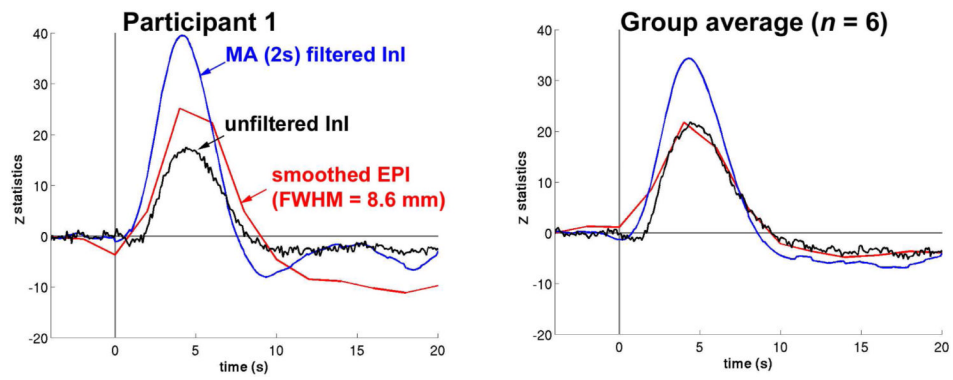 Participant 1
MA (2s) filtered InI
unfiltered InI
smoothed EPI
(FWHM = 8.6 mm)
Z statistics
40
30
20
10
0
-10
-20
0
5
10
15
20
time (s)
Group average (n = 6)
Z statistics
40
30
20
10
0
-10
-20
0
5
10
15
20
time (s)